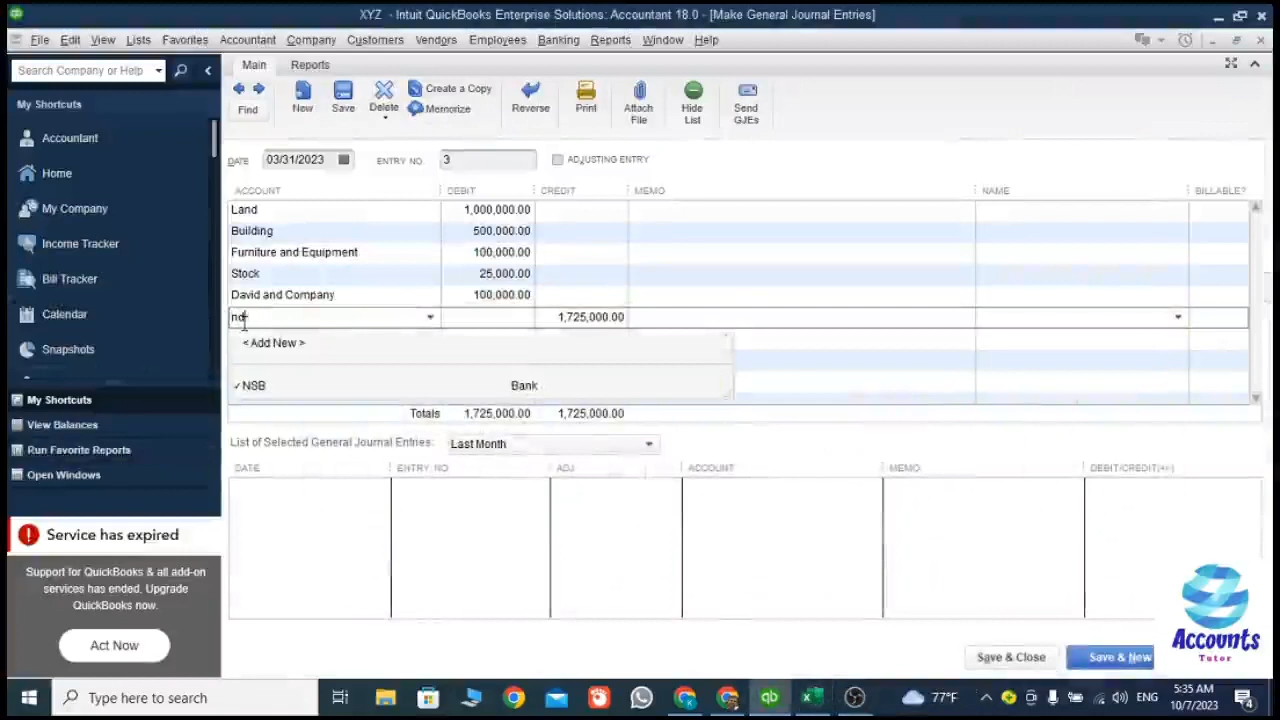 XYZ - Intuit QuickBooks Enterprise Solutions: Accountant 18.0 - [Make General Journal Entries]
File Edit View Lists Favorites Accountant Company Customers Vendors Employees Banking Reports Window Help
Search Company or Help
Main Reports
Find New Save Delete Create a Copy Memorize Reverse Print Attach File Hide List Send GJEs
My Shortcuts
Accountant
Home
My Company
Income Tracker
Bill Tracker
Calendar
Snapshots
My Shortcuts
View Balances
Run Favorite Reports
Open Windows
Service has expired
Support for QuickBooks & all add-on
services has ended. Upgrade
QuickBooks now.
Act Now
DATE 03/31/2023 ENTRY NO. 3 ADJUSTING ENTRY
ACCOUNT DEBIT CREDIT MEMO NAME BILLABLE?
Land 1,000,000.00
Building 500,000.00
Furniture and Equipment 100,000.00
Stock 25,000.00
David and Company 100,000.00
1,725,000.00
< Add New >
✓NSB Bank
Totals 1,725,000.00 1,725,000.00
List of Selected General Journal Entries: Last Month
DATE ENTRY NO ADJ ACCOUNT MEMO DEBIT/CREDIT(+/-)
Save & Close Save & New
Accounts
Tutor
Type here to search
77°F ENG 5:35 AM
10/7/2023 4